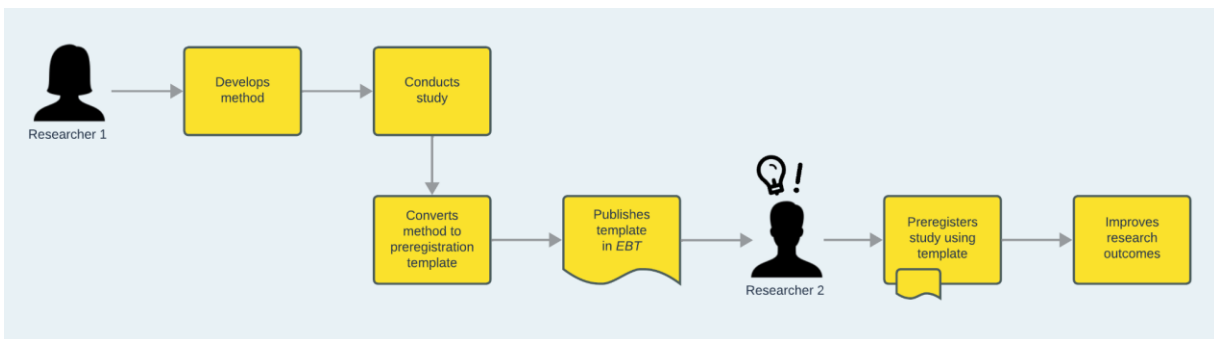 Researcher 1
Develops
method
Conducts
study
Converts
method to
preregistration
template
Publishes
template
in EBT
!
Researcher 2
Preregisters
study using
template
Improves
research
outcomes